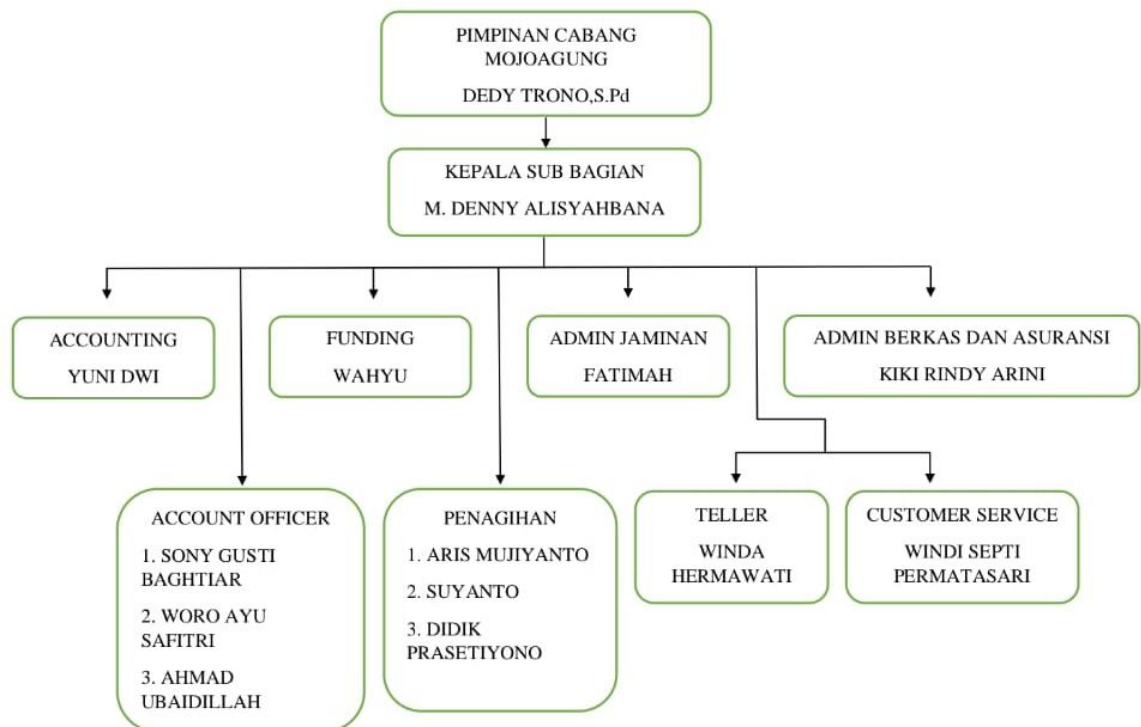 PIMPINAN CABANG
MOJOAGUNG
DEDY TRONO,S.Pd
KEPALA SUB BAGIAN
M. DENNY ALISYAHBANA
ACCOUNTING
YUNI DWI
FUNDING
WAHYU
ADMIN JAMINAN
FATIMAH
ADMIN BERKAS DAN ASURANSI
KIKI RINDY ARINI
ACCOUNT OFFICER
1. SONY GUSTI
BAGHTIAR
2. WORO AYU
SAFITRI
3. AHMAD
UBAIDILLAH
PENAGIHAN
1. ARIS MUJIYANTO
2. SUYANTO
3. DIDIK
PRASETIYONO
TELLER
WINDA
HERMAWATI
CUSTOMER SERVICE
WINDI SEPTI
PERMATASARI